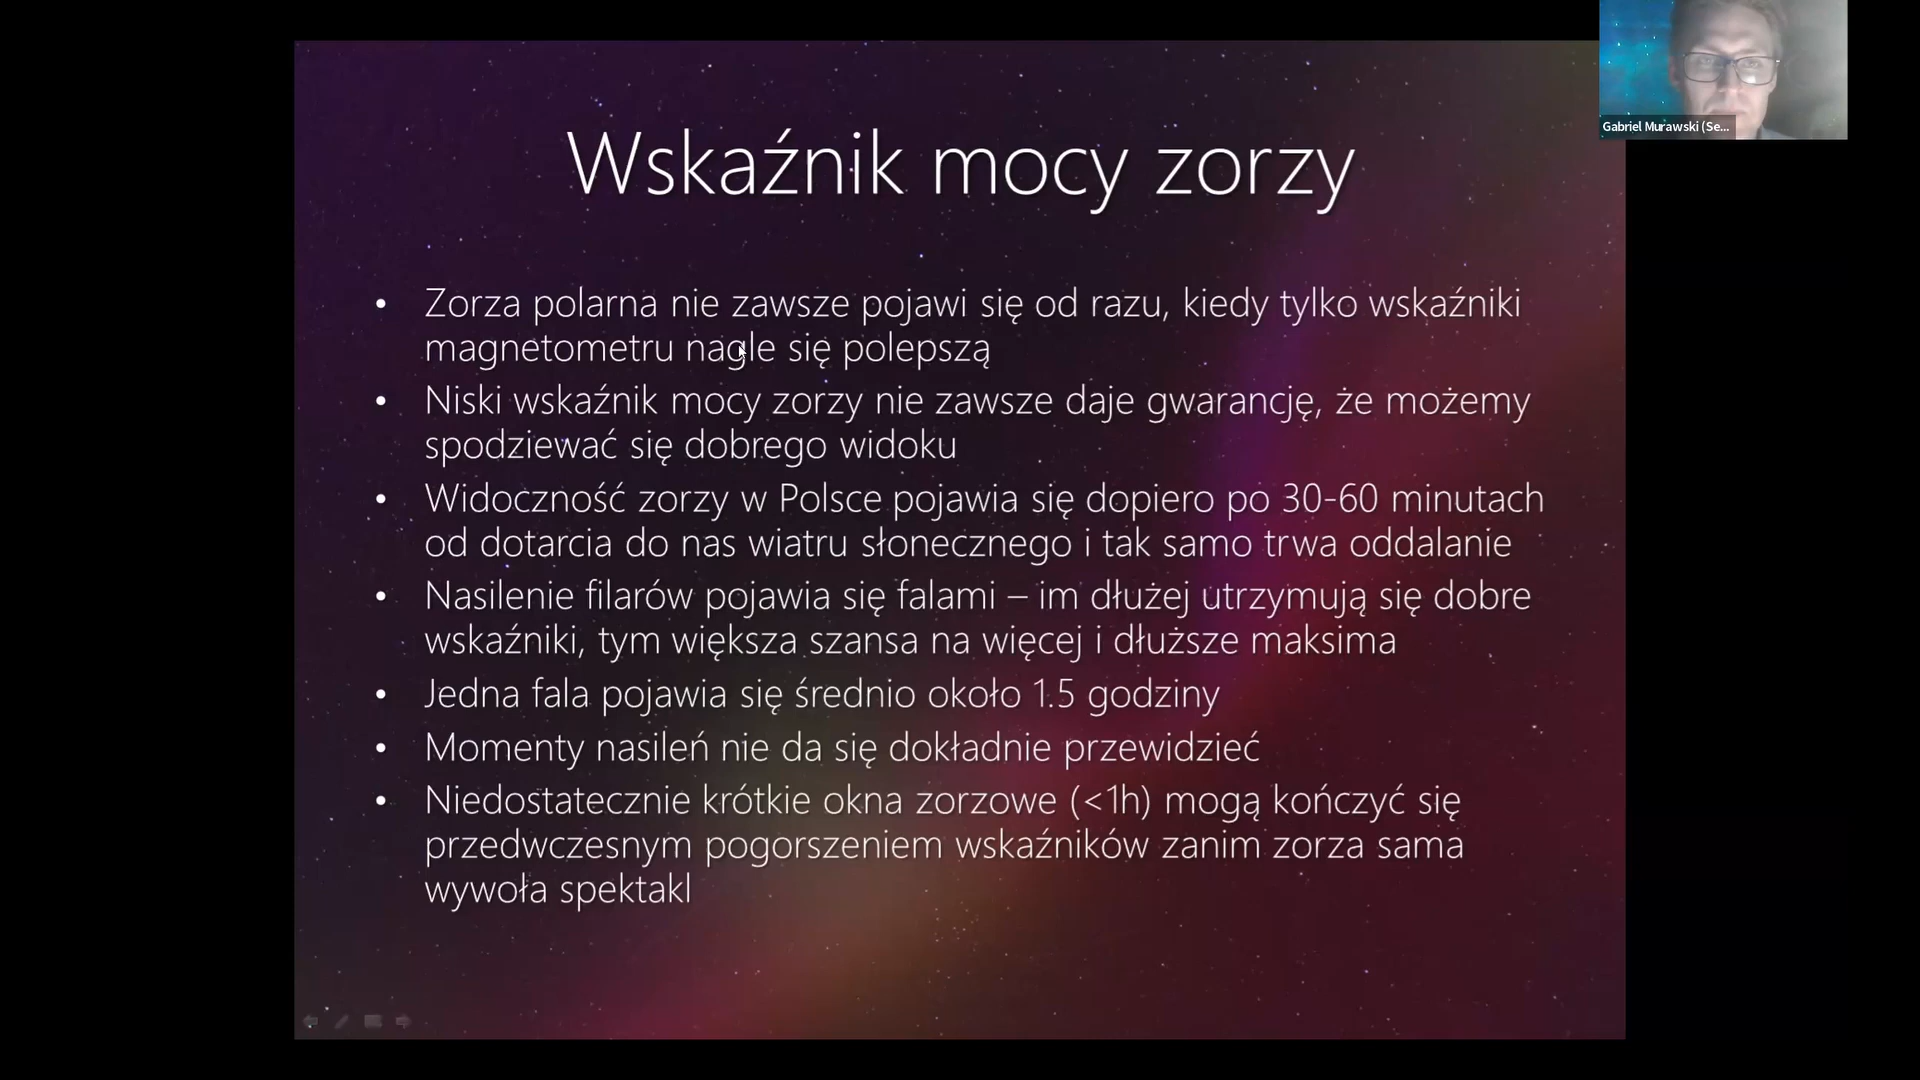 Gabriel Murawski (Se...
Wskaźnik mocy zorzy
• Zorza polarna nie zawsze pojawi się od razu, kiedy tylko wskaźniki
magnetometru nagle się polepszą
• Niski wskaźnik mocy zorzy nie zawsze daje gwarancję, że możemy
spodziewać się dobrego widoku
• Widoczność zorzy w Polsce pojawia się dopiero po 30-60 minutach
od dotarcia do nas wiatru słonecznego i tak samo trwa oddalanie
• Nasilenie filarów pojawia się falami – im dłużej utrzymują się dobre
wskaźniki, tym większa szansa na więcej i dłuższe maksima
• Jedna fala pojawia się średnio około 1.5 godziny
• Momenty nasileń nie da się dokładnie przewidzieć
• Niedostatecznie krótkie okna zorzowe (<1h) mogą kończyć się
przedwczesnym pogorszeniem wskaźników zanim zorza sama
wywoła spektakl